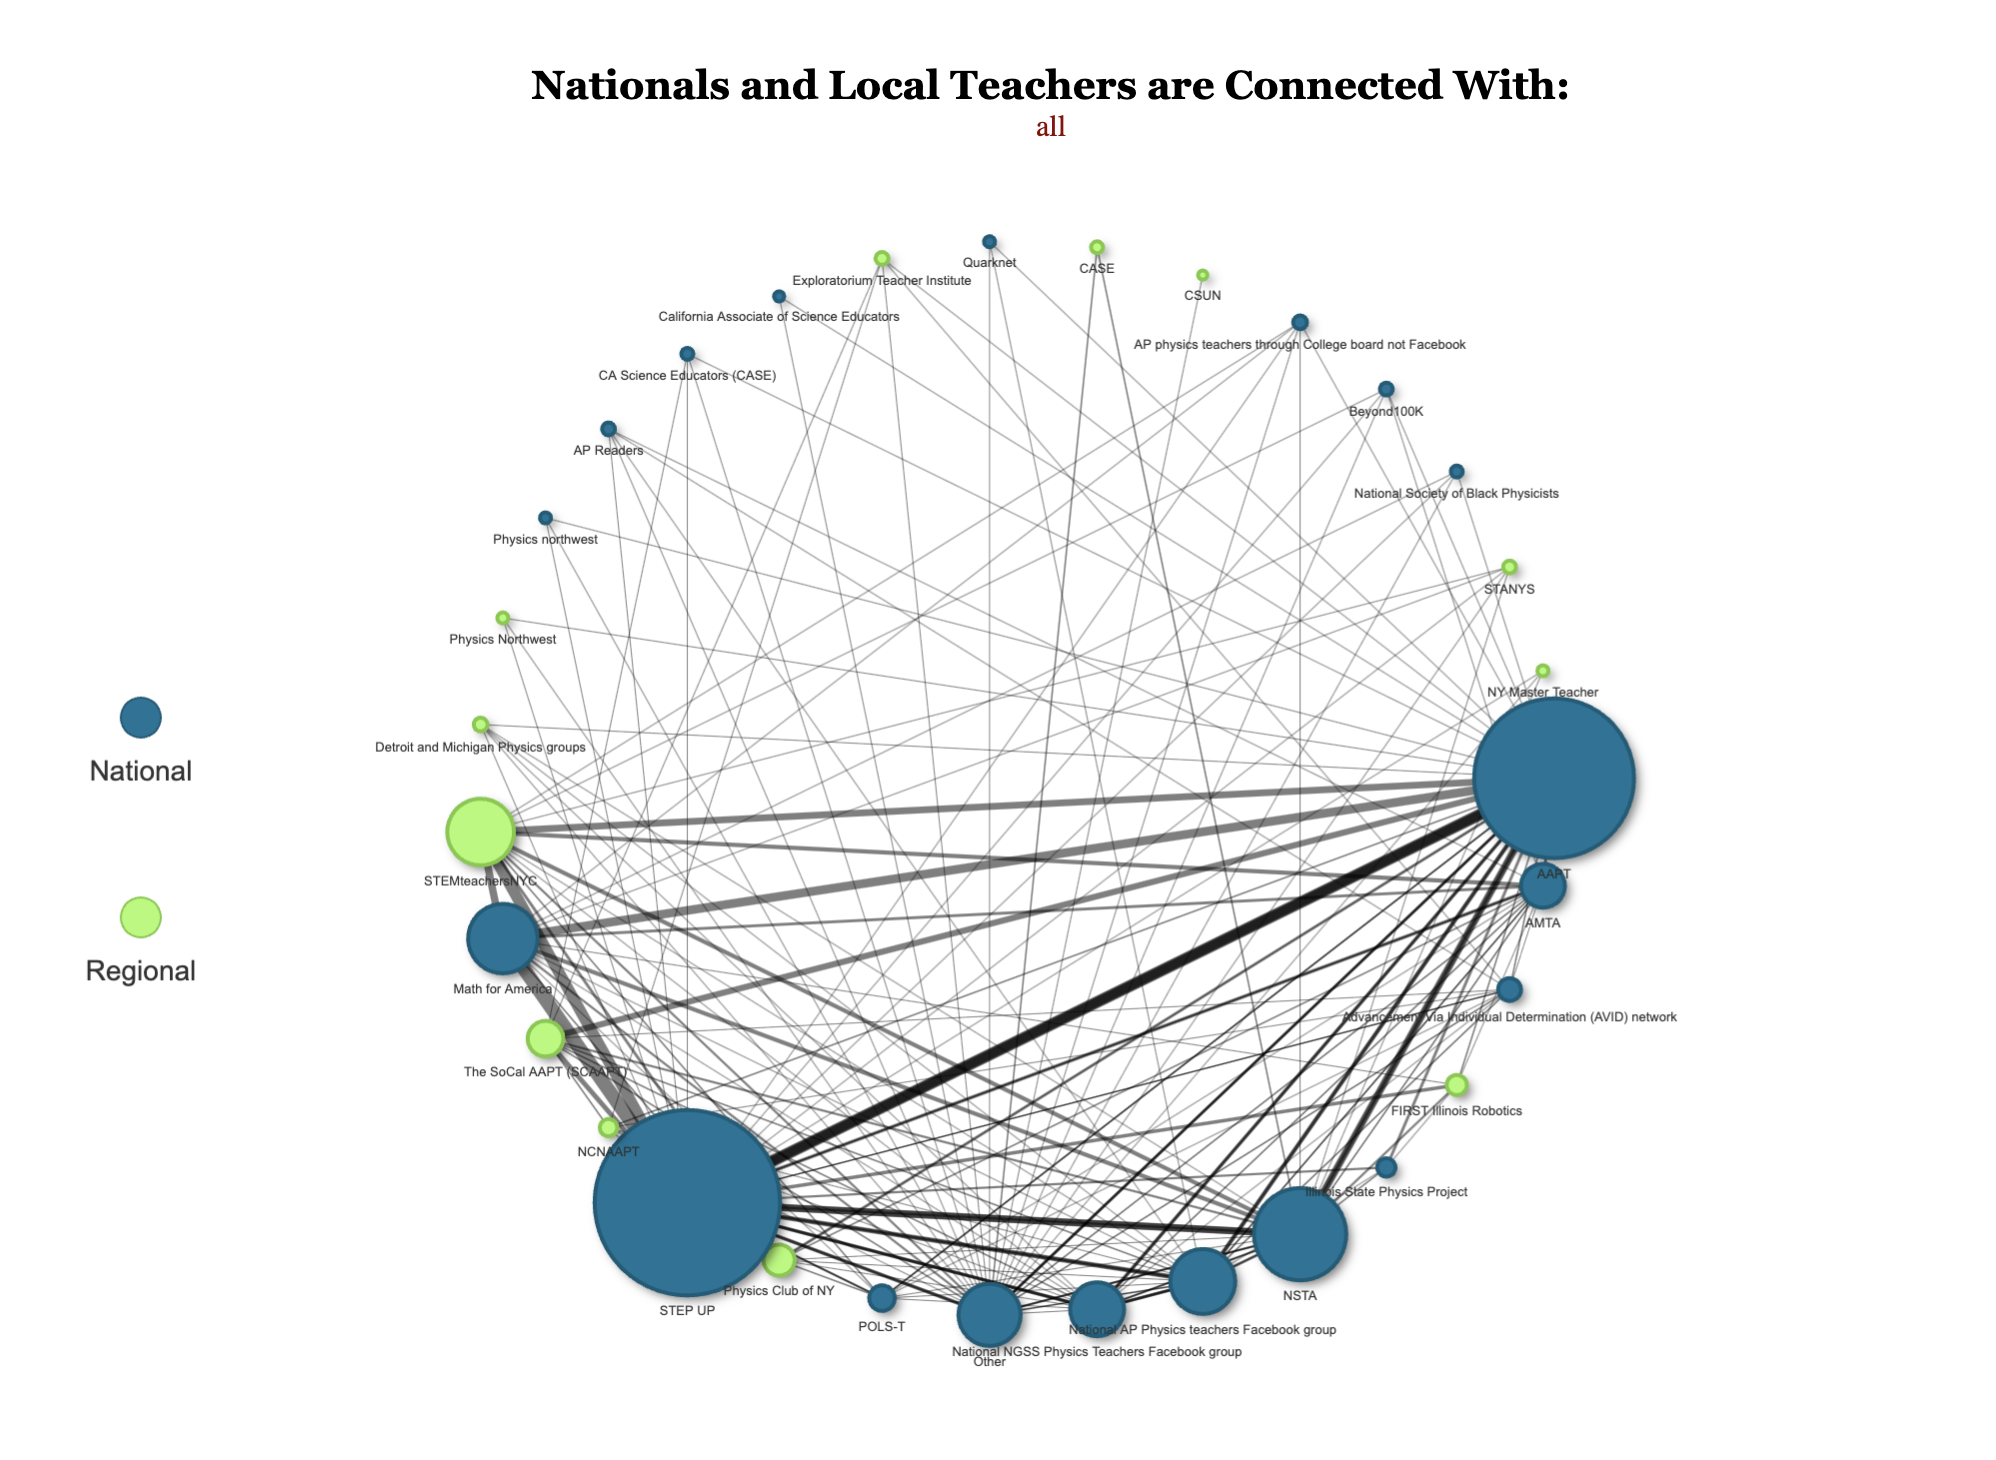 Nationals and Local Teachers are Connected With:
all
Quarknet
CASE
Exploratorium Teacher Institute
CSUN
California Associate of Science Educators
AP physics teachers through College board not Facebook
CA Science Educators (CASE)
Beyond100K
AP Readers
National Society of Black Physicists
Physics northwest
STANYS
Physics Northwest
NY Master Teacher
Detroit and Michigan Physics groups
National
STEMteachersNYC
AAPT
AMTA
Regional
Math for America
Advancement Via Individual Determination (AVID) network
The SoCal AAPT (SCAAPT)
FIRST Illinois Robotics
NCNAAPT
Illinois State Physics Project
Physics Club of NY
NSTA
STEP UP
POLS-T
National AP Physics teachers Facebook group
National NGSS Physics Teachers Facebook group
Other